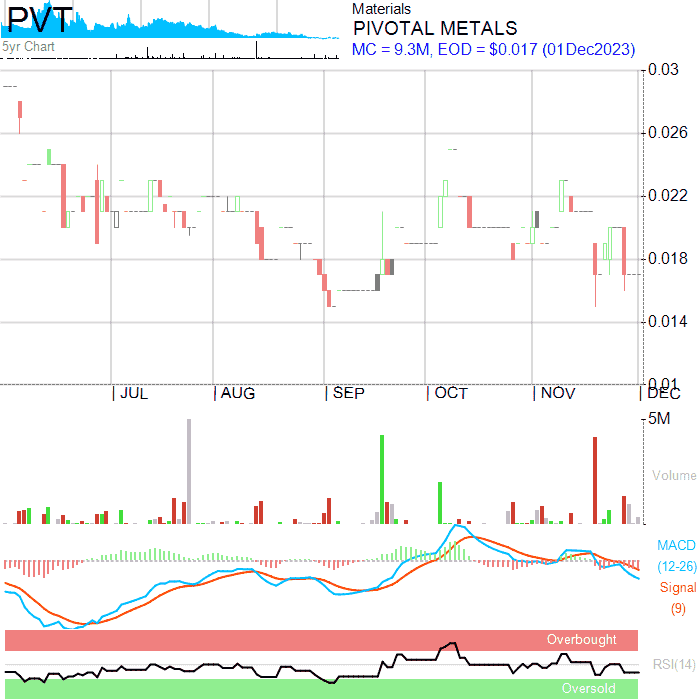 PVT
5yr Chart
Materials
PIVOTAL METALS
MC = 9.3M, EOD = $0.017 (01Dec2023)
0.03
0.026
0.022
0.018
0.014
0.01
| JUL | AUG | SEP | OCT | NOV | DEC
5M
Volume
MACD
(12-26)
Signal
(9)
Overbought
RSI(14)
Oversold